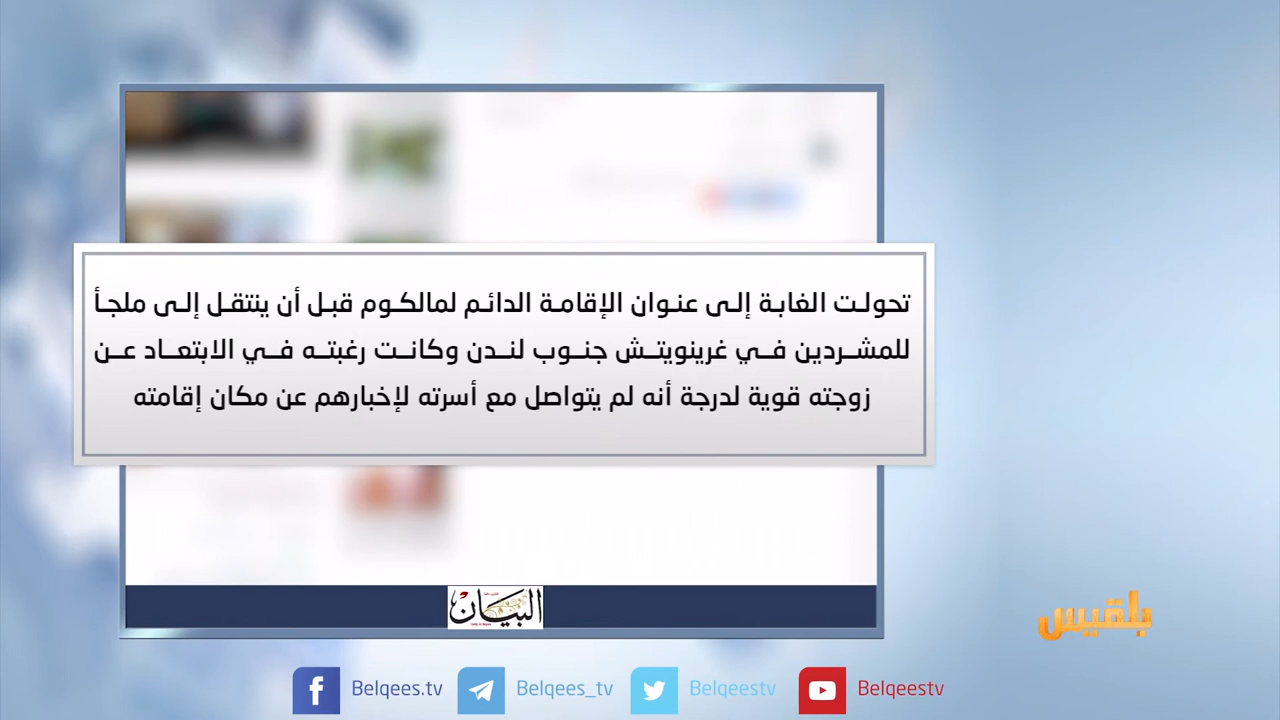 تحولت الغابة إلى عنوان الإقامة الدائم لمالكوم قبل أن ينتقل إلى ملجأ
للمشردين في غرينويتش جنوب لندن وكانت رغبته في الابتعاد عن
زوجته قوية لدرجة أنه لم يتواصل مع أسرته لإخبارهم عن مكان إقامته
البيان
بلقيس
Belqees.tv
Belqees_tv
Belqeestv
Belqeestv